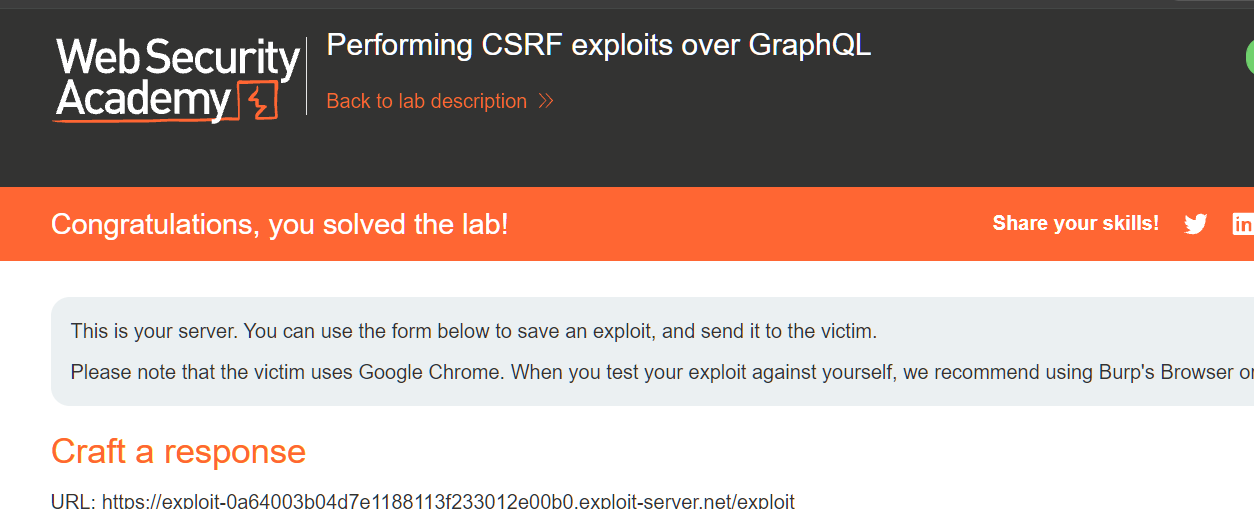 Web Security
Academy
Performing CSRF exploits over GraphQL
Back to lab description
Congratulations, you solved the lab!
Share your skills!
in
This is your server. You can use the form below to save an exploit, and send it to the victim.
Please note that the victim uses Google Chrome. When you test your exploit against yourself, we recommend using Burp's Browser or
Craft a response
URL: https://exploit-0a64003b04d7e1188113f233012e00b0.exploit-server.net/exploit